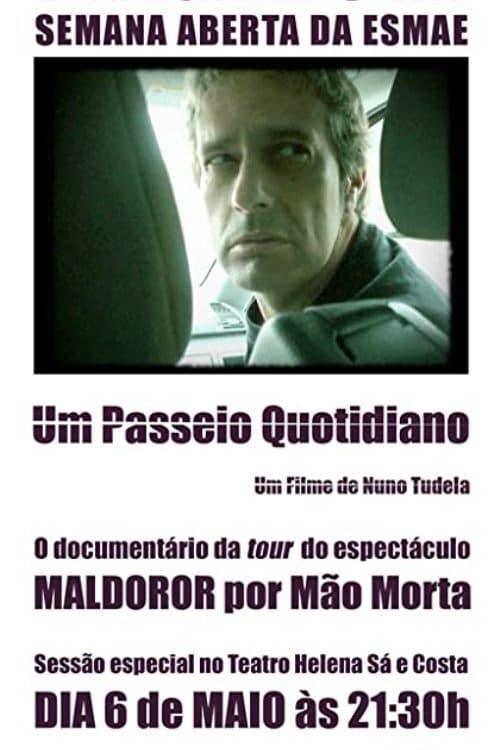 SEMANA ABERTA DA ESMAE
Um Passeio Quotidiano
Um Filme de Nuno Tudela
O documentário da tour do espectáculo
MALDOROR por Mão Morta
Sessão especial no Teatro Helena Sá e Costa
DIA 6 de MAIO às 21:30h